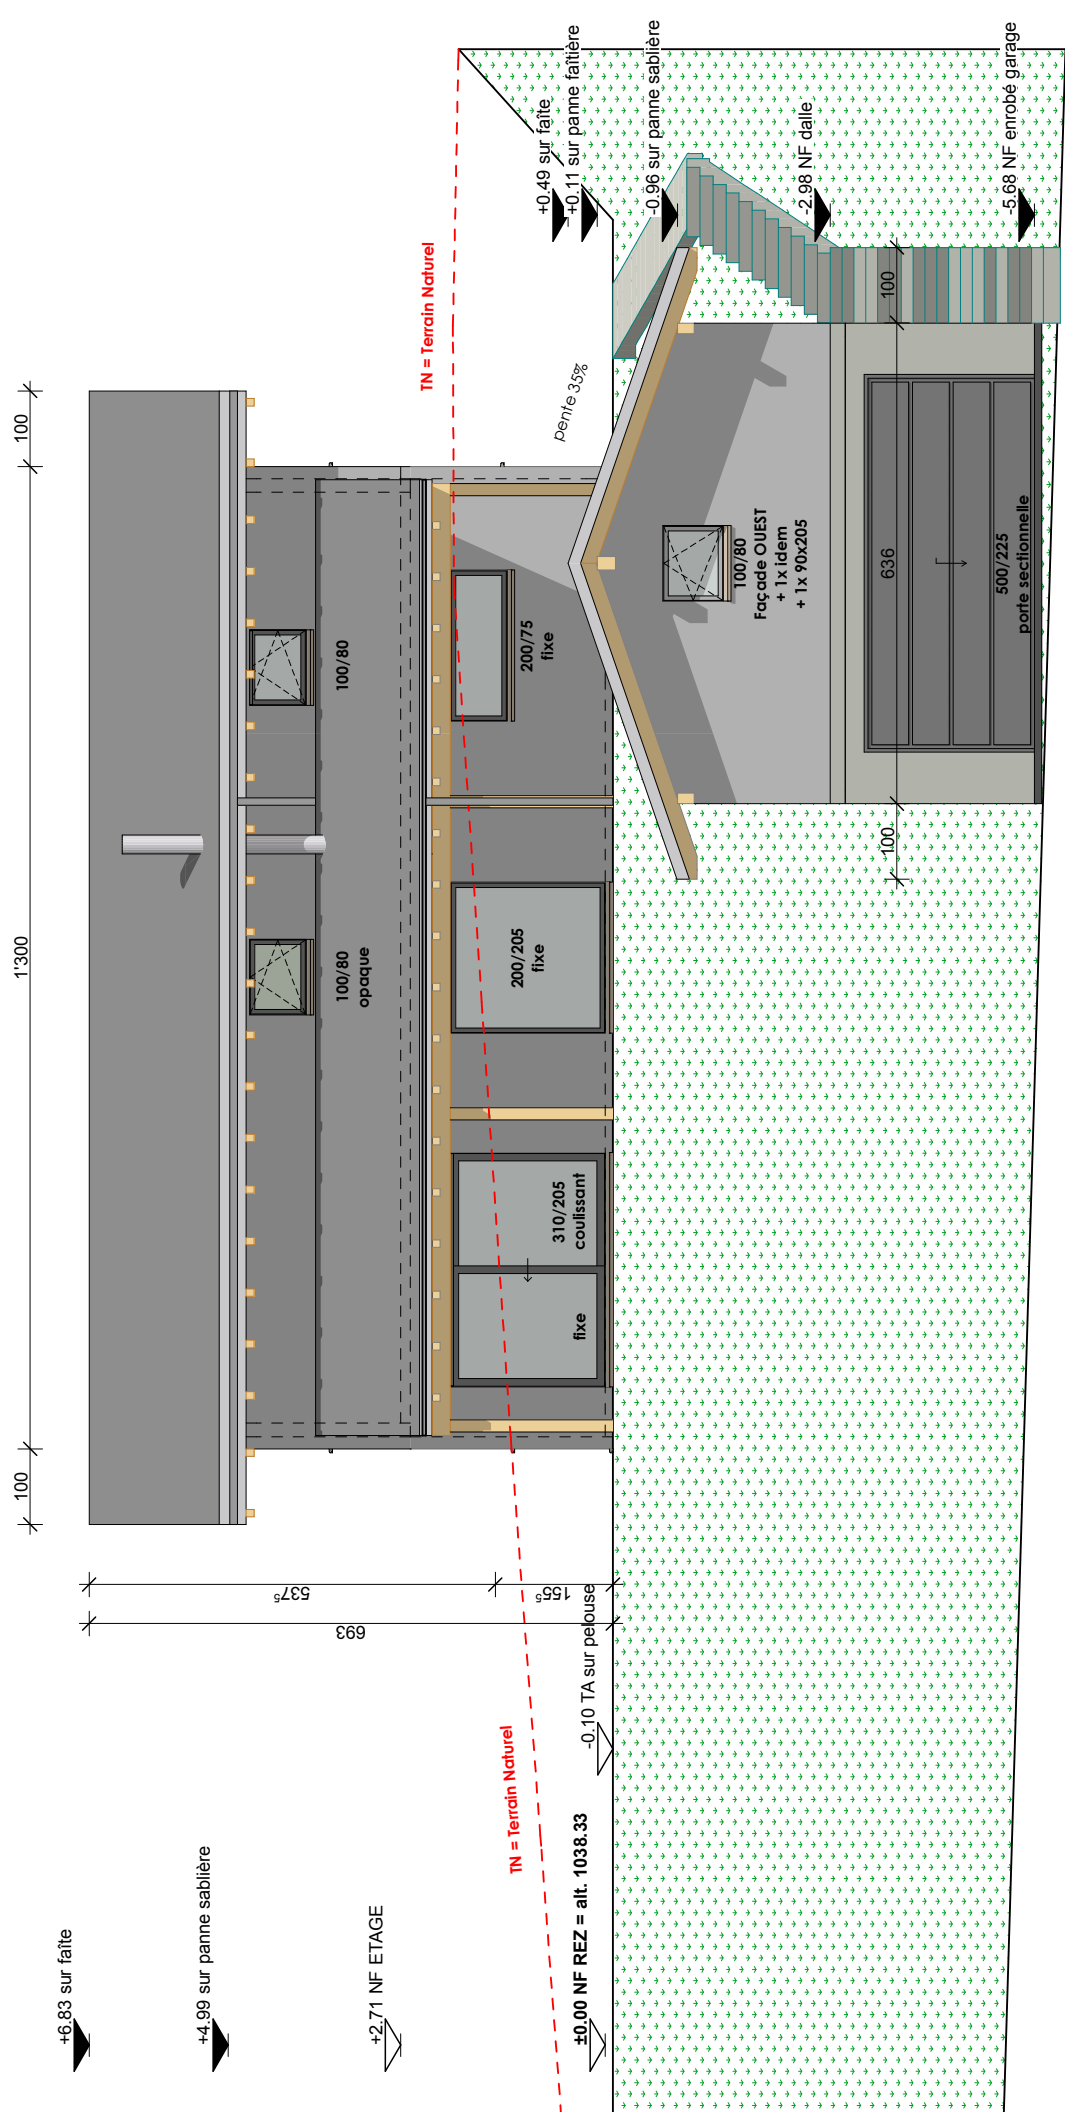 +6.83 sur faîte
+4.99 sur panne sablière
+2.71 NF ETAGE
±0.00 NF REZ = alt. 1038.33
-0.10 TA sur pelouse
TN = Terrain Naturel
693
537⁵
155⁵
100
1'300
100
100/80
opaque
100/80
fixe
310/205
coulissant
200/205
fixe
200/75
fixe
TN = Terrain Naturel
pente 35%
+0.49 sur faîte
+0.11 sur panne faîtière
-0.96 sur panne sablière
-2.98 NF dalle
-5.68 NF enrobé garage
100/80
Façade OUEST
+ 1x idem
+ 1x 90x205
100
636
100
500/225
porte sectionnelle